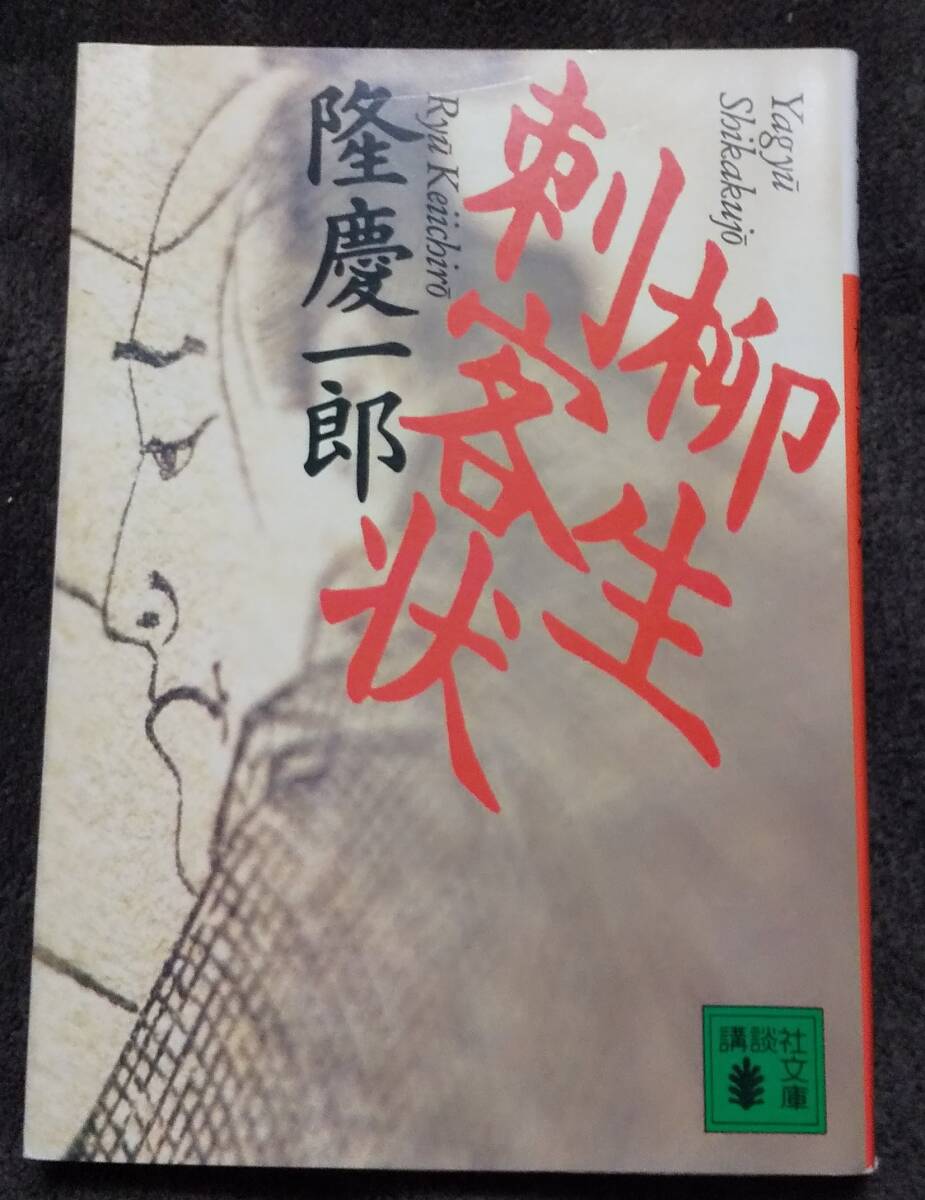 Yagyū
Shikakujō
柳生
刺客状
Ryū Keiichirō
隆慶一郎
講談社
文庫